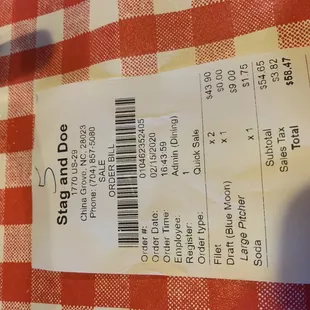 5
Stag and Doe
1770 US-29
China Grove, NC, 28023
Phone: (704) 857-5080
SALE
ORDER BILL
Order #: 010462352405
Order Date: 02/15/2020
Order Time: 16:43:59
Employee: Admin (Dining)
Register: 1
Order type: Quick Sale
Filet x 2 $43.90
Draft (Blue Moon) x 1 $0.00
Large Pitcher $9.00
Soda x 1 $1.75
Subtotal $54.65
Sales Tax $3.82
Total $58.47